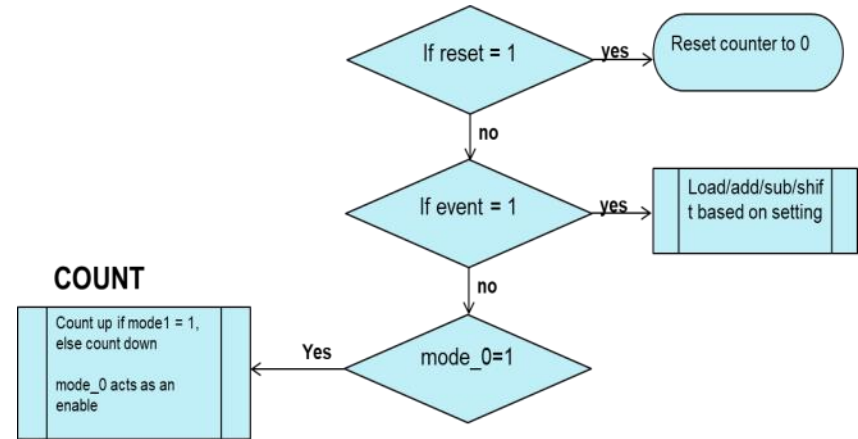 If reset = 1
yes
Reset counter to 0
no
If event = 1
yes
Load/add/sub/shif
t based on setting
no
COUNT
Count up if mode1 = 1,
else count down
mode_0 acts as an
enable
Yes
mode_0=1